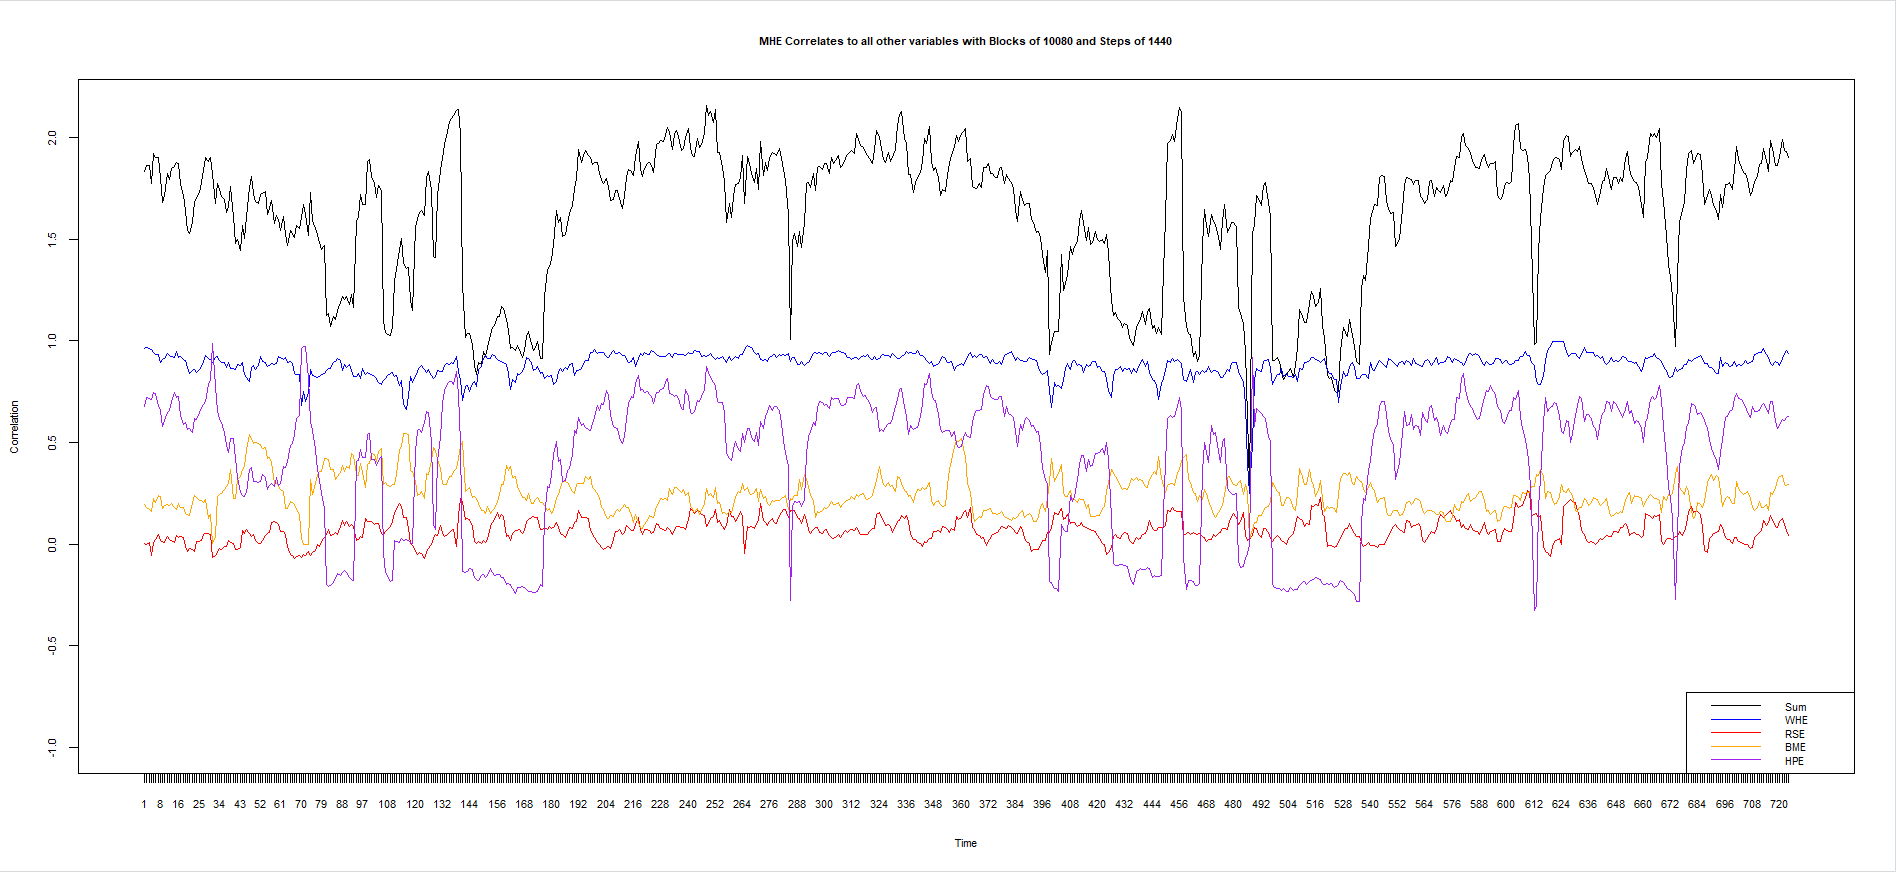 MHE Correlates to all other variables with Blocks of 10080 and Steps of 1440
Correlation
2.0
1.5
1.0
0.5
0.0
-0.5
-1.0
Sum
WHE
RSE
BME
HPE
1 8 16 25 34 43 52 61 70 79 88 97 108 120 132 144 156 168 180 192 204 216 228 240 252 264 276 288 300 312 324 336 348 360 372 384 396 408 420 432 444 456 468 480 492 504 516 528 540 552 564 576 588 600 612 624 636 648 660 672 684 696 708 720
Time